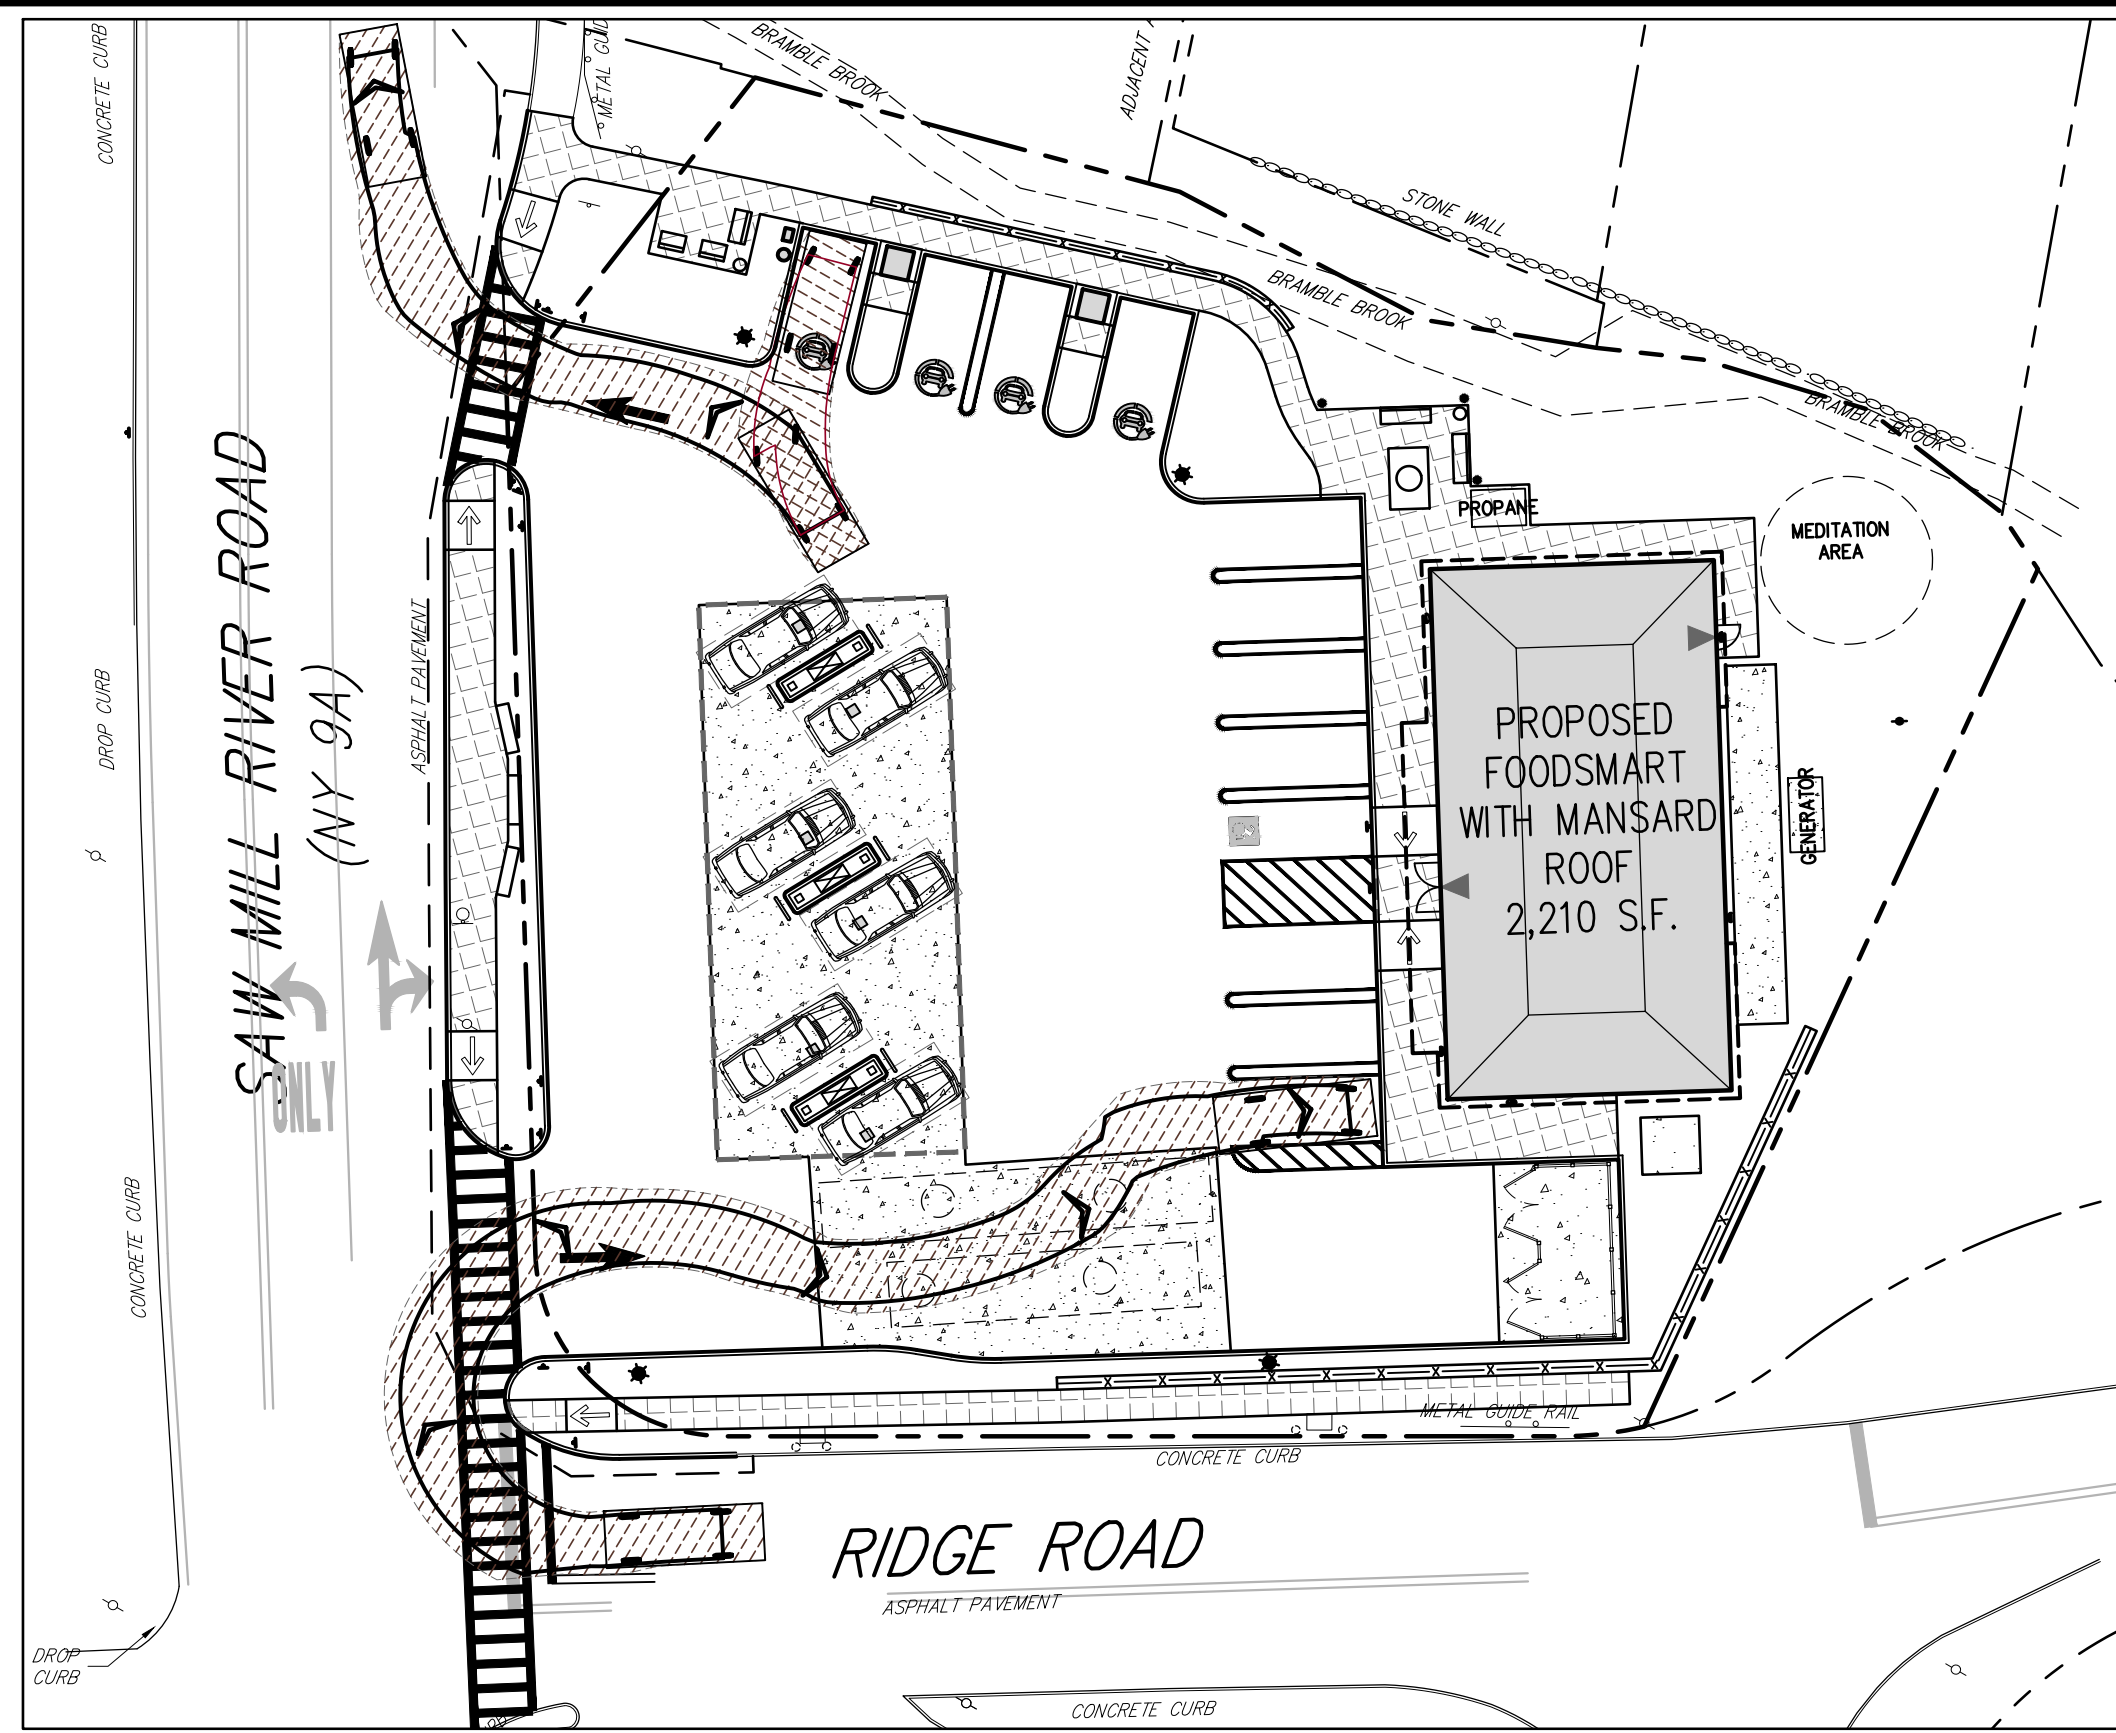 CONCRETE CURB
METAL GUID
BRAMBLE BROOK
ADJACENT
STONE WALL
BRAMBLE BROOK
BRAMBLE BROOK
PROPANE
MEDITATION
AREA
DROP CURB
SAW MILL RIVER ROAD
(NY 9A)
ASPHALT PAVEMENT
PROPOSED
FOODSMART
WITH MANSARD
ROOF
2,210 S.F.
GENERATOR
ONLY
CONCRETE CURB
METAL GUIDE RAIL
CONCRETE CURB
RIDGE ROAD
ASPHALT PAVEMENT
DROP
CURB
CONCRETE CURB